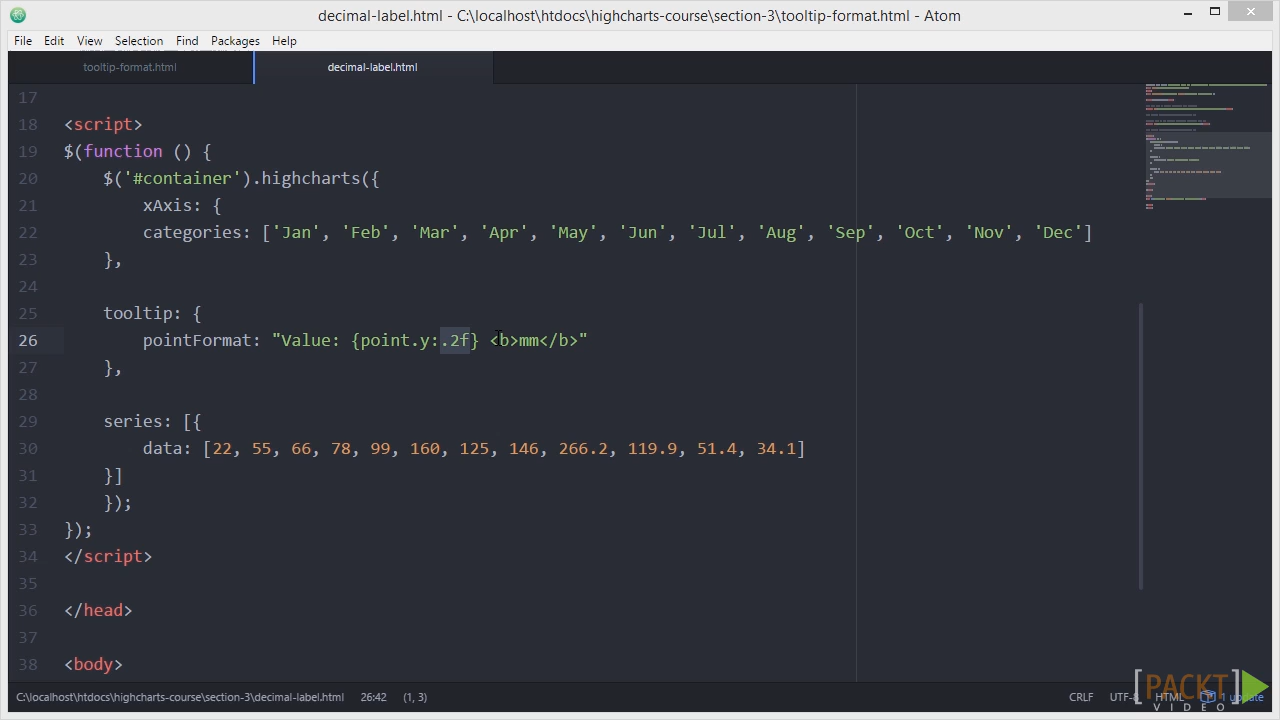 decimal-label.html - C:\localhost\htdocs\highcharts-course\section-3\tooltip-format.html - Atom
File Edit View Selection Find Packages Help
tooltip-format.html decimal-label.html
17
18 <script>
19 $(function () {
20 $('#container').highcharts({
21 xAxis: {
22 categories: ['Jan', 'Feb', 'Mar', 'Apr', 'May', 'Jun', 'Jul', 'Aug', 'Sep', 'Oct', 'Nov', 'Dec']
23 },
24
25 tooltip: {
26 pointFormat: "Value: {point.y:.2f} <b>mm</b>"
27 },
28
29 series: [{
30 data: [22, 55, 66, 78, 99, 160, 125, 146, 266.2, 119.9, 51.4, 34.1]
31 }]
32 });
33 });
34 </script>
35
36 </head>
37
38 <body>
C:\localhost\htdocs\highcharts-course\section-3\decimal-label.html 26:42 (1, 3) CRLF UTF-8 HTML 1 update
[PACKT]
VIDEO